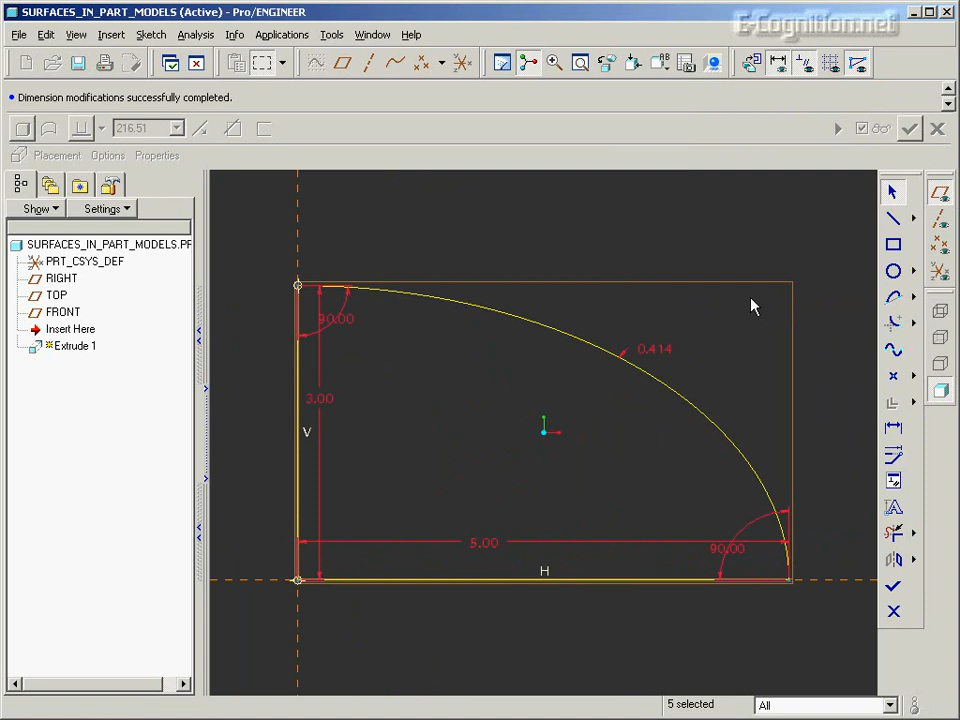 SURFACES_IN_PART_MODELS (Active) - Pro/ENGINEER
E-Cognition.net
File Edit View Insert Sketch Analysis Info Applications Tools Window Help
Dimension modifications successfully completed.
216.51
Placement Options Properties
Show Settings
SURFACES_IN_PART_MODELS.PR
PRT_CSYS_DEF
RIGHT
TOP
FRONT
Insert Here
Extrude 1
90.00
0.414
3.00
V
5.00
90.00
H
5 selected
All